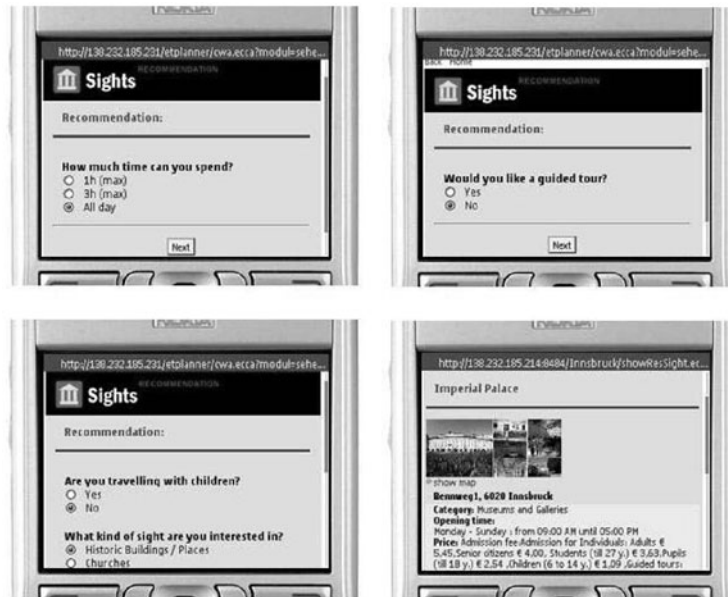 http://138.232.185.231/etplanner/cwa.ecca?modul=sehe...
RECOMMENDATION
Sights
Recommendation:
How much time can you spend?
1h (max)
3h (max)
All day
Next
http://138.232.185.231/etplanner/cwa.ecca?modul=sehe...
Back Home
RECOMMENDATION
Sights
Recommendation:
Would you like a guided tour?
Yes
No
Next
NOKIA
http://138.232.185.231/etplanner/cwa.ecca?modul=sehe...
RECOMMENDATION
Sights
Recommendation:
Are you travelling with children?
Yes
No
What kind of sight are you interested in?
Historic Buildings / Places
Churches
NOKIA
http://138.232.185.214:8484/Innsbruck/showResSight.ec...
Imperial Palace
show map
Rennweg1, 6020 Innsbruck
Category: Museums and Galleries
Opening time:
Monday - Sunday : from 09:00 AM until 05:00 PM
Price: Admission fee:Admission for Individuals: Adults €
5,45,Senior citizens € 4,00, Students (till 27 y.) € 3,63,Pupils
(till 18 y.) € 2,54 ,Children (6 to 14 y.) € 1,09 .Guided tours: